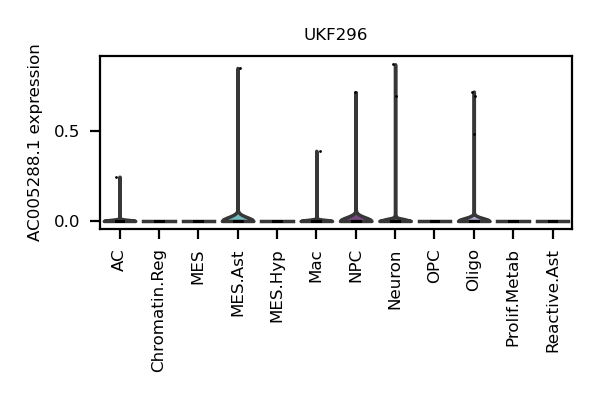 UKF296
AC005288.1 expression
0.5
0.0
AC
Chromatin.Reg
MES
MES.Ast
MES.Hyp
Mac
NPC
Neuron
OPC
Oligo
Prolif.Metab
Reactive.Ast